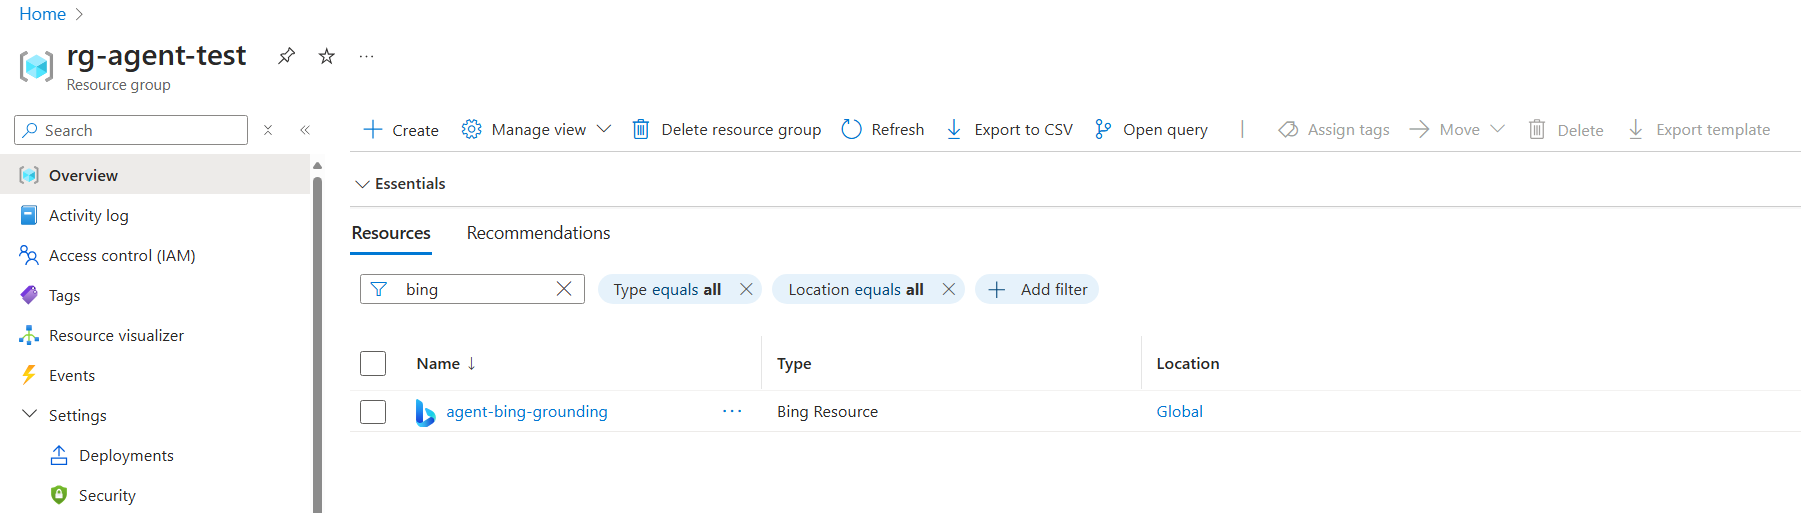 Home
rg-agent-test
Resource group
Search
Overview
Activity log
Access control (IAM)
Tags
Resource visualizer
Events
Settings
Deployments
Security
Create Manage view Delete resource group Refresh Export to CSV Open query | Assign tags Move Delete Export template
Essentials
Resources Recommendations
bing Type equals all Location equals all Add filter
Name ↓ Type Location
agent-bing-grounding ... Bing Resource Global